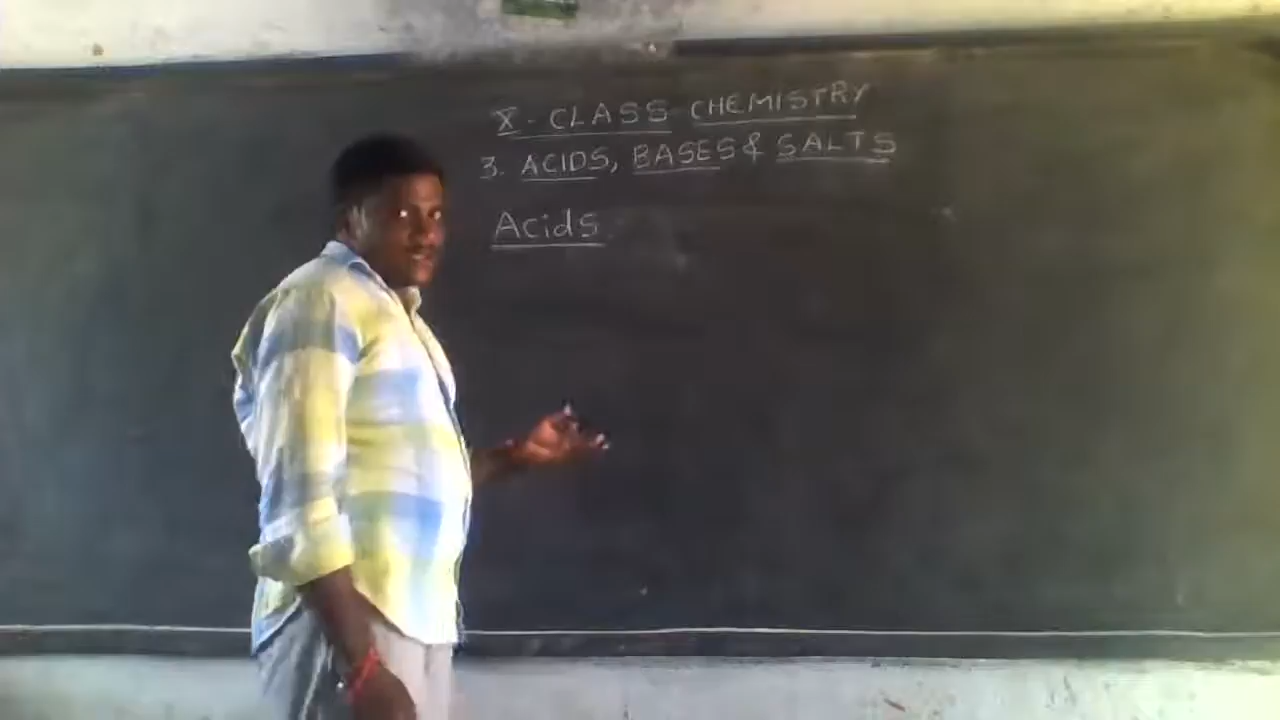 X - CLASS CHEMISTRY
3. ACIDS, BASES & SALTS
Acids